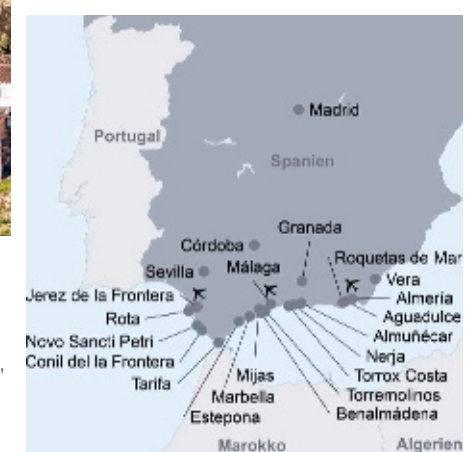 Madrid
Portugal
Spanien
Granada
Córdoba
Roquetas de Mar
Sevilla
Málaga
Vera
Jerez de la Frontera
Almería
Rota
Aguadulce
Novo Sancti Petri
Almuñécar
Conil del la Frontera
Nerja
Tarifa
Mijas
Torrox Costa
Marbella
Torremolinos
Estepona
Benalmádena
Marokko
Algerien
,